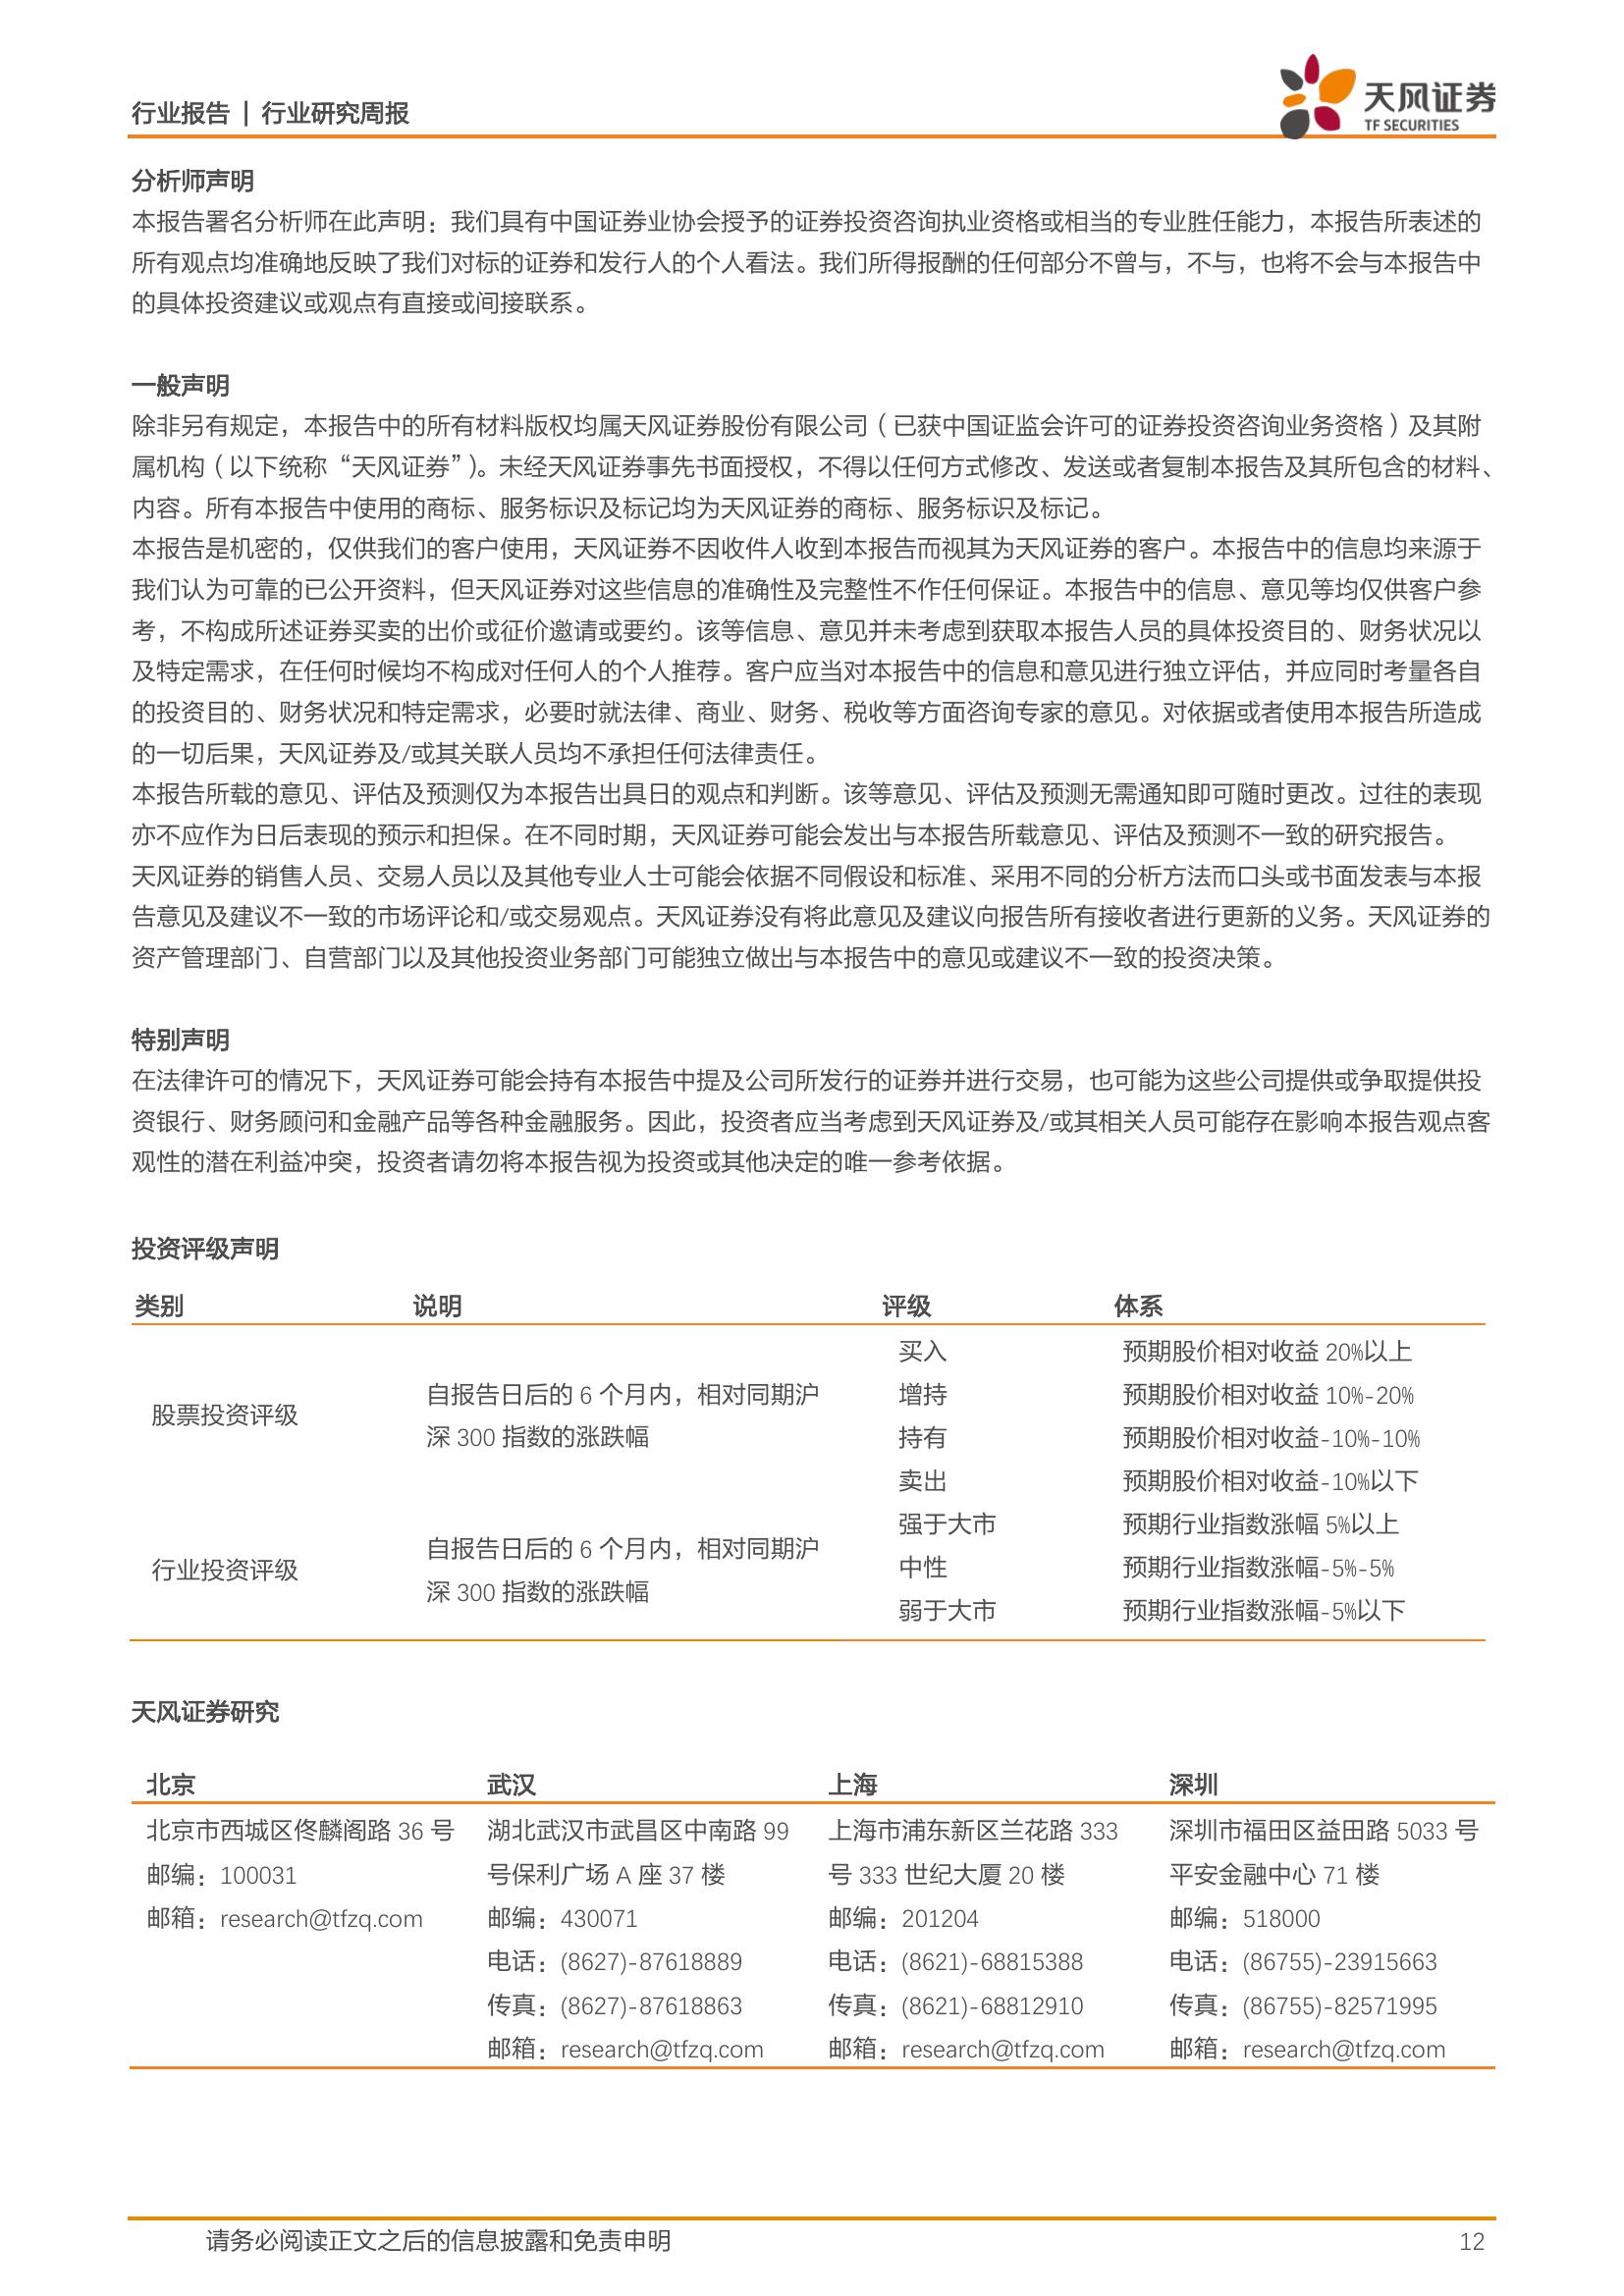 行业报告 | 行业研究周报
天风证券
TF SECURITIES
分析师声明
本报告署名分析师在此声明：我们具有中国证券业协会授予的证券投资咨询执业资格或相当的专业胜任能力，本报告所表述的
所有观点均准确地反映了我们对标的证券和发行人的个人看法。我们所得报酬的任何部分不曾与，不与，也将不会与本报告中
的具体投资建议或观点有直接或间接联系。
一般声明
除非另有规定，本报告中的所有材料版权均属天风证券股份有限公司（已获中国证监会许可的证券投资咨询业务资格）及其附
属机构（以下统称“天风证券”）。未经天风证券事先书面授权，不得以任何方式修改、发送或者复制本报告及其所包含的材料、
内容。所有本报告中使用的商标、服务标识及标记均为天风证券的商标、服务标识及标记。
本报告是机密的，仅供我们的客户使用，天风证券不因收件人收到本报告而视其为天风证券的客户。本报告中的信息均来源于
我们认为可靠的已公开资料，但天风证券对这些信息的准确性及完整性不作任何保证。本报告中的信息、意见等均仅供客户参
考，不构成所述证券买卖的出价或征价邀请或要约。该等信息、意见并未考虑到获取本报告人员的具体投资目的、财务状况以
及特定需求，在任何时候均不构成对任何人的个人推荐。客户应当对本报告中的信息和意见进行独立评估，并应同时考量各自
的投资目的、财务状况和特定需求，必要时就法律、商业、财务、税收等方面咨询专家的意见。对依据或者使用本报告所造成
的一切后果，天风证券及/或其关联人员均不承担任何法律责任。
本报告所载的意见、评估及预测仅为本报告出具日的观点和判断。该等意见、评估及预测无需通知即可随时更改。过往的表现
亦不应作为日后表现的预示和担保。在不同时期，天风证券可能会发出与本报告所载意见、评估及预测不一致的研究报告。
天风证券的销售人员、交易人员以及其他专业人士可能会依据不同假设和标准、采用不同的分析方法而口头或书面发表与本报
告意见及建议不一致的市场评论和/或交易观点。天风证券没有将此意见及建议向报告所有接收者进行更新的义务。天风证券的
资产管理部门、自营部门以及其他投资业务部门可能独立做出与本报告中的意见或建议不一致的投资决策。
特别声明
在法律许可的情况下，天风证券可能会持有本报告中提及公司所发行的证券并进行交易，也可能为这些公司提供或争取提供投
资银行、财务顾问和金融产品等各种金融服务。因此，投资者应当考虑到天风证券及/或其相关人员可能存在影响本报告观点客
观性的潜在利益冲突，投资者请勿将本报告视为投资或其他决定的唯一参考依据。
投资评级声明
类别 说明 评级 体系
股票投资评级
自报告日后的 6 个月内，相对同期沪
深 300 指数的涨跌幅
买入 预期股价相对收益 20%以上
增持 预期股价相对收益 10%-20%
持有 预期股价相对收益-10%-10%
卖出 预期股价相对收益-10%以下
行业投资评级
自报告日后的 6 个月内，相对同期沪
深 300 指数的涨跌幅
强于大市 预期行业指数涨幅 5%以上
中性 预期行业指数涨幅-5%-5%
弱于大市 预期行业指数涨幅-5%以下
天风证券研究
北京
北京市西城区佟麟阁路 36 号
邮编：100031
邮箱：research@tfzq.com
武汉
湖北武汉市武昌区中南路 99
号保利广场 A 座 37 楼
邮编：430071
电话：(8627)-87618889
传真：(8627)-87618863
邮箱：research@tfzq.com
上海
上海市浦东新区兰花路 333
号 333 世纪大厦 20 楼
邮编：201204
电话：(8621)-68815388
传真：(8621)-68812910
邮箱：research@tfzq.com
深圳
深圳市福田区益田路 5033 号
平安金融中心 71 楼
邮编：518000
电话：(86755)-23915663
传真：(86755)-82571995
邮箱：research@tfzq.com
请务必阅读正文之后的信息披露和免责申明 12